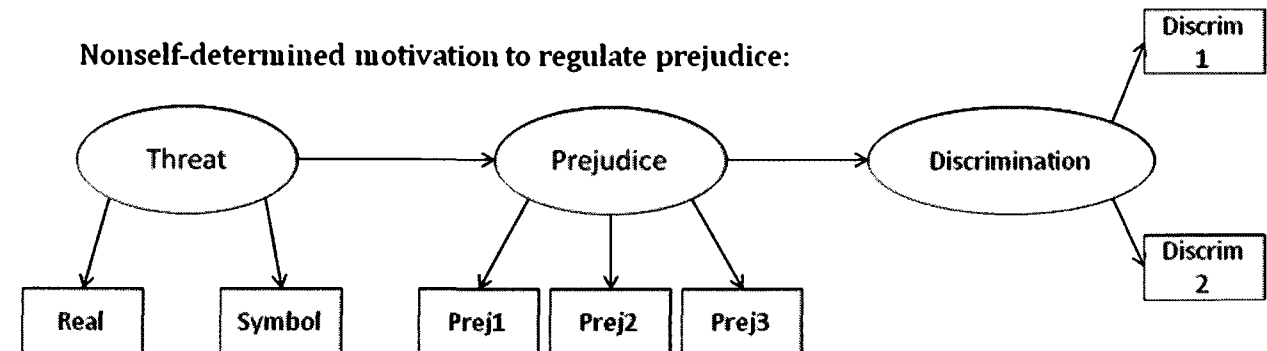 Nonself-determined motivation to regulate prejudice:
Discrim
1
Threat
Prejudice
Discrimination
Discrim
2
Real
Symbol
Prej1
Prej2
Prej3